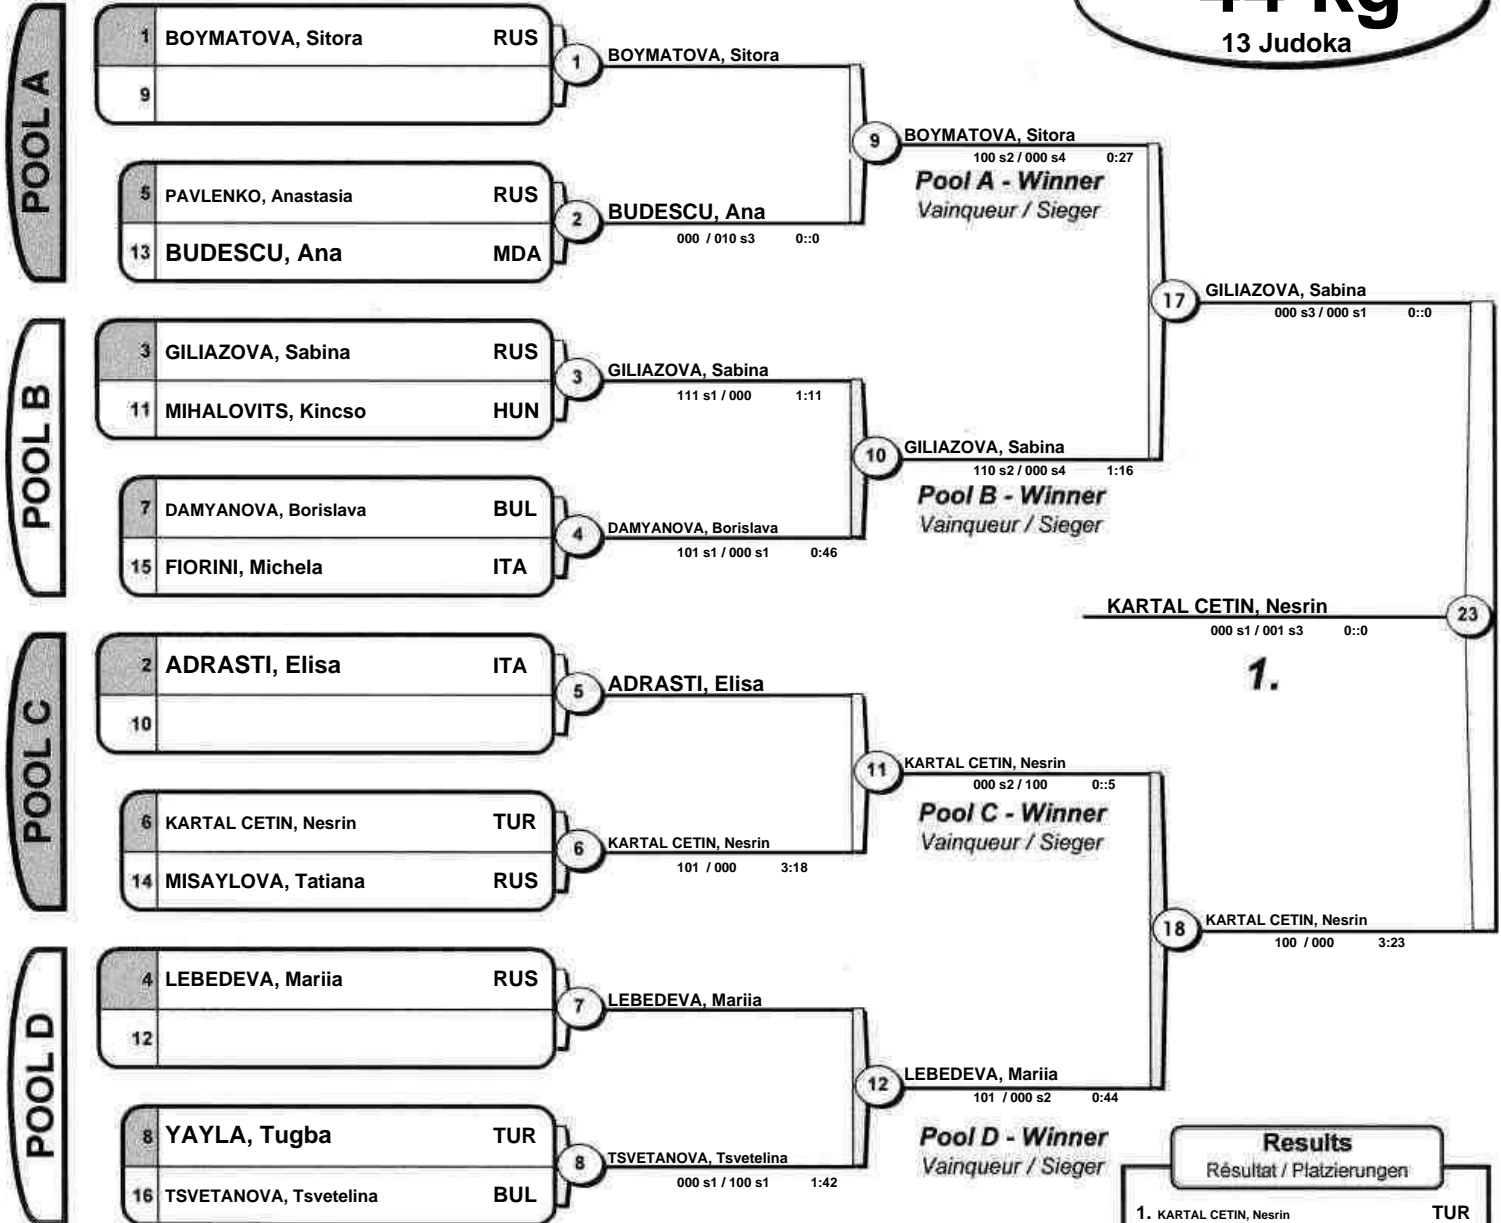 44 kg
13 Judoka
POOL A
1 BOYMATOVA, Sitora RUS
9
1
BOYMATOVA, Sitora
5 PAVLENKO, Anastasia RUS
13 BUDESCU, Ana MDA
2
BUDESCU, Ana
000 / 010 s3 0::0
9
BOYMATOVA, Sitora
100 s2 / 000 s4 0:27
Pool A - Winner
Vainqueur / Sieger
POOL B
3 GILIAZOVA, Sabina RUS
11 MIHALOVITS, Kincso HUN
3
GILIAZOVA, Sabina
111 s1 / 000 1:11
7 DAMYANOVA, Borislava BUL
15 FIORINI, Michela ITA
4
DAMYANOVA, Borislava
101 s1 / 000 s1 0:46
10
GILIAZOVA, Sabina
110 s2 / 000 s4 1:16
Pool B - Winner
Vainqueur / Sieger
17
GILIAZOVA, Sabina
000 s3 / 000 s1 0::0
KARTAL CETIN, Nesrin
23
000 s1 / 001 s3 0::0
1.
POOL C
2 ADRASTI, Elisa ITA
10
5
ADRASTI, Elisa
6 KARTAL CETIN, Nesrin TUR
14 MISAYLOVA, Tatiana RUS
6
KARTAL CETIN, Nesrin
101 / 000 3:18
11
KARTAL CETIN, Nesrin
000 s2 / 100 0::5
Pool C - Winner
Vainqueur / Sieger
18
KARTAL CETIN, Nesrin
100 / 000 3:23
POOL D
4 LEBEDEVA, Mariia RUS
12
7
LEBEDEVA, Mariia
8 YAYLA, Tugba TUR
16 TSVETANOVA, Tsvetelina BUL
8
TSVETANOVA, Tsvetelina
000 s1 / 100 s1 1:42
12
LEBEDEVA, Mariia
101 / 000 s2 0:44
Pool D - Winner
Vainqueur / Sieger
Results
Résultat / Platzierungen
1. KARTAL CETIN, Nesrin TUR